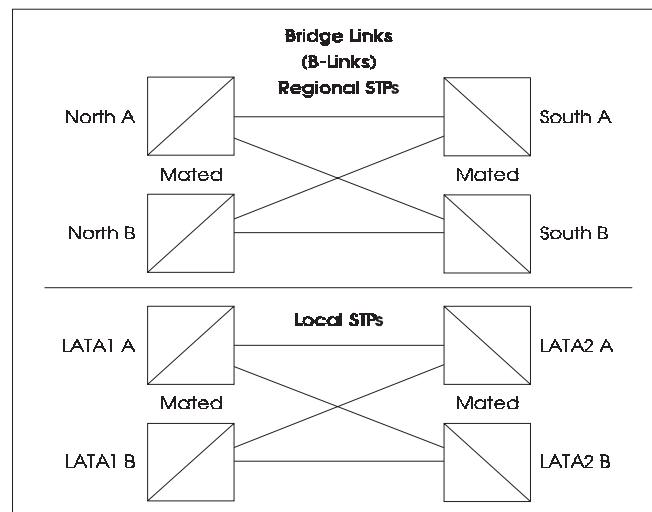 Bridge Links
(B-Links)
Regional STPs
North A
South A
Mated
Mated
North B
South B
Local STPs
LATA1 A
LATA2 A
Mated
Mated
LATA1 B
LATA2 B